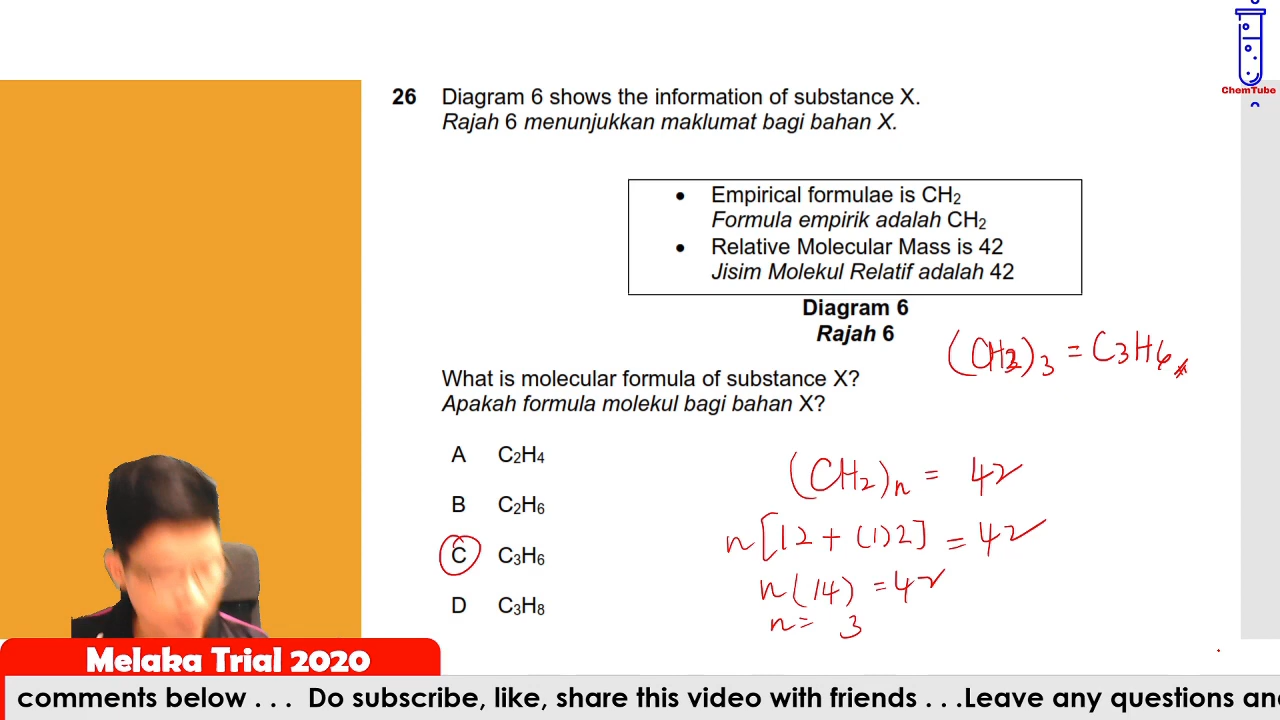 ChemTube
26 Diagram 6 shows the information of substance X.
Rajah 6 menunjukkan maklumat bagi bahan X.
• Empirical formulae is CH₂
Formula empirik adalah CH₂
• Relative Molecular Mass is 42
Jisim Molekul Relatif adalah 42
Diagram 6
Rajah 6
(CH2)3 = C3H6
What is molecular formula of substance X?
Apakah formula molekul bagi bahan X?
A C₂H₄
B C₂H₆
C C₃H₆
D C₃H₈
(CH2)n = 42
n[12 + (1)2] = 42
n(14) = 42
n = 3
Melaka Trial 2020
comments below . . . Do subscribe, like, share this video with friends . . .Leave any questions and